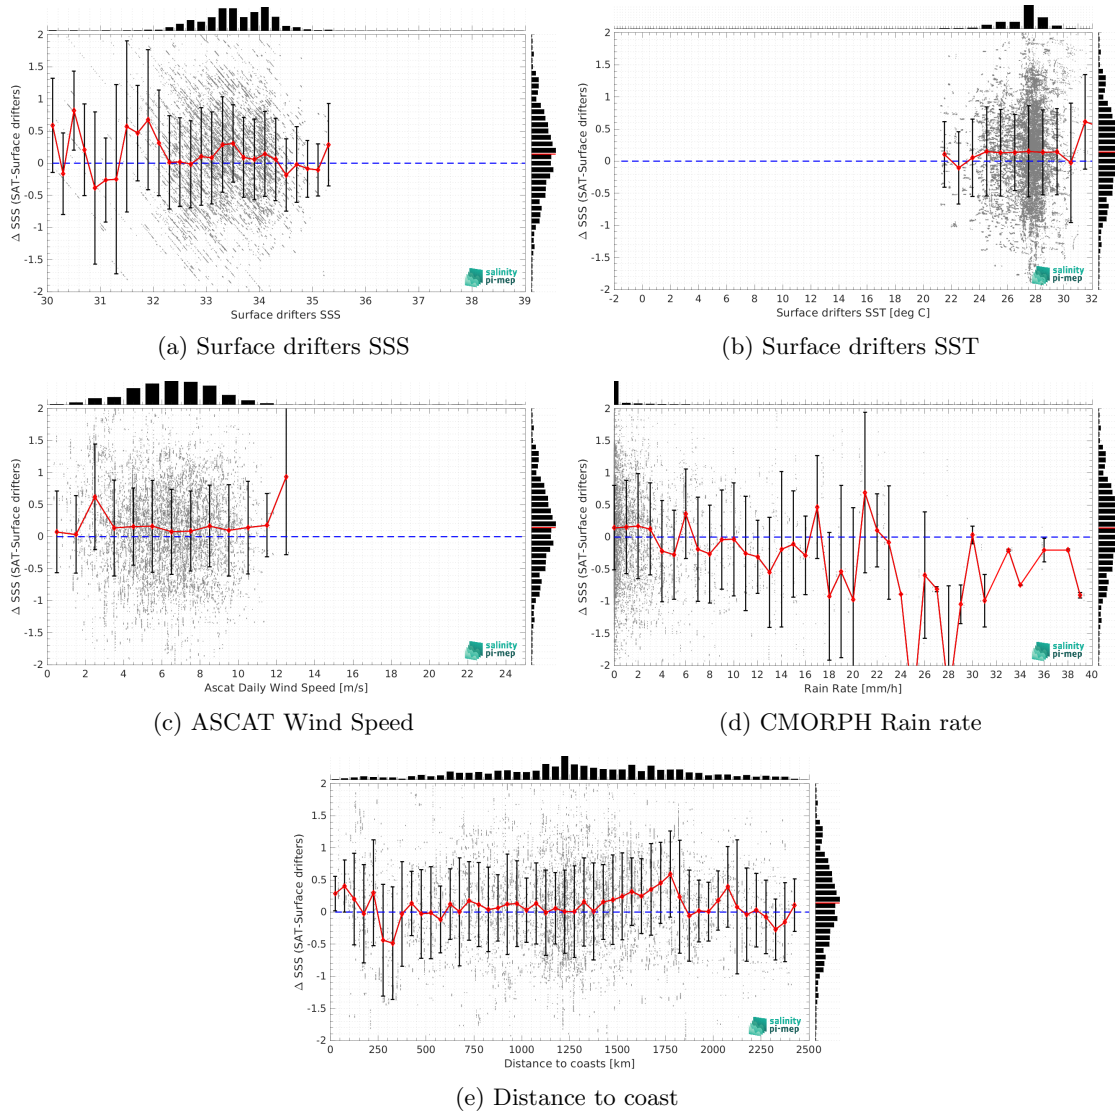 2
1.5
1
0.5
0
-0.5
-1
-1.5
-2
Δ SSS (SAT-Surface drifters)
30 31 32 33 34 35 36 37 38 39
Surface drifters SSS
salinity
pi-mep
(a) Surface drifters SSS
2
1.5
1
0.5
0
-0.5
-1
-1.5
-2
Δ SSS (SAT-Surface drifters)
-2 0 2 4 6 8 10 12 14 16 18 20 22 24 26 28 30 32
Surface drifters SST [deg C]
salinity
pi-mep
(b) Surface drifters SST
2
1.5
1
0.5
0
-0.5
-1
-1.5
-2
Δ SSS (SAT-Surface drifters)
0 2 4 6 8 10 12 14 16 18 20 22 24
Ascat Daily Wind Speed [m/s]
salinity
pi-mep
(c) ASCAT Wind Speed
2
1.5
1
0.5
0
-0.5
-1
-1.5
-2
Δ SSS (SAT-Surface drifters)
0 2 4 6 8 10 12 14 16 18 20 22 24 26 28 30 32 34 36 38 40
Rain Rate [mm/h]
salinity
pi-mep
(d) CMORPH Rain rate
2
1.5
1
0.5
0
-0.5
-1
-1.5
-2
Δ SSS (SAT-Surface drifters)
0 250 500 750 1000 1250 1500 1750 2000 2250 2500
Distance to coasts [km]
salinity
pi-mep
(e) Distance to coast